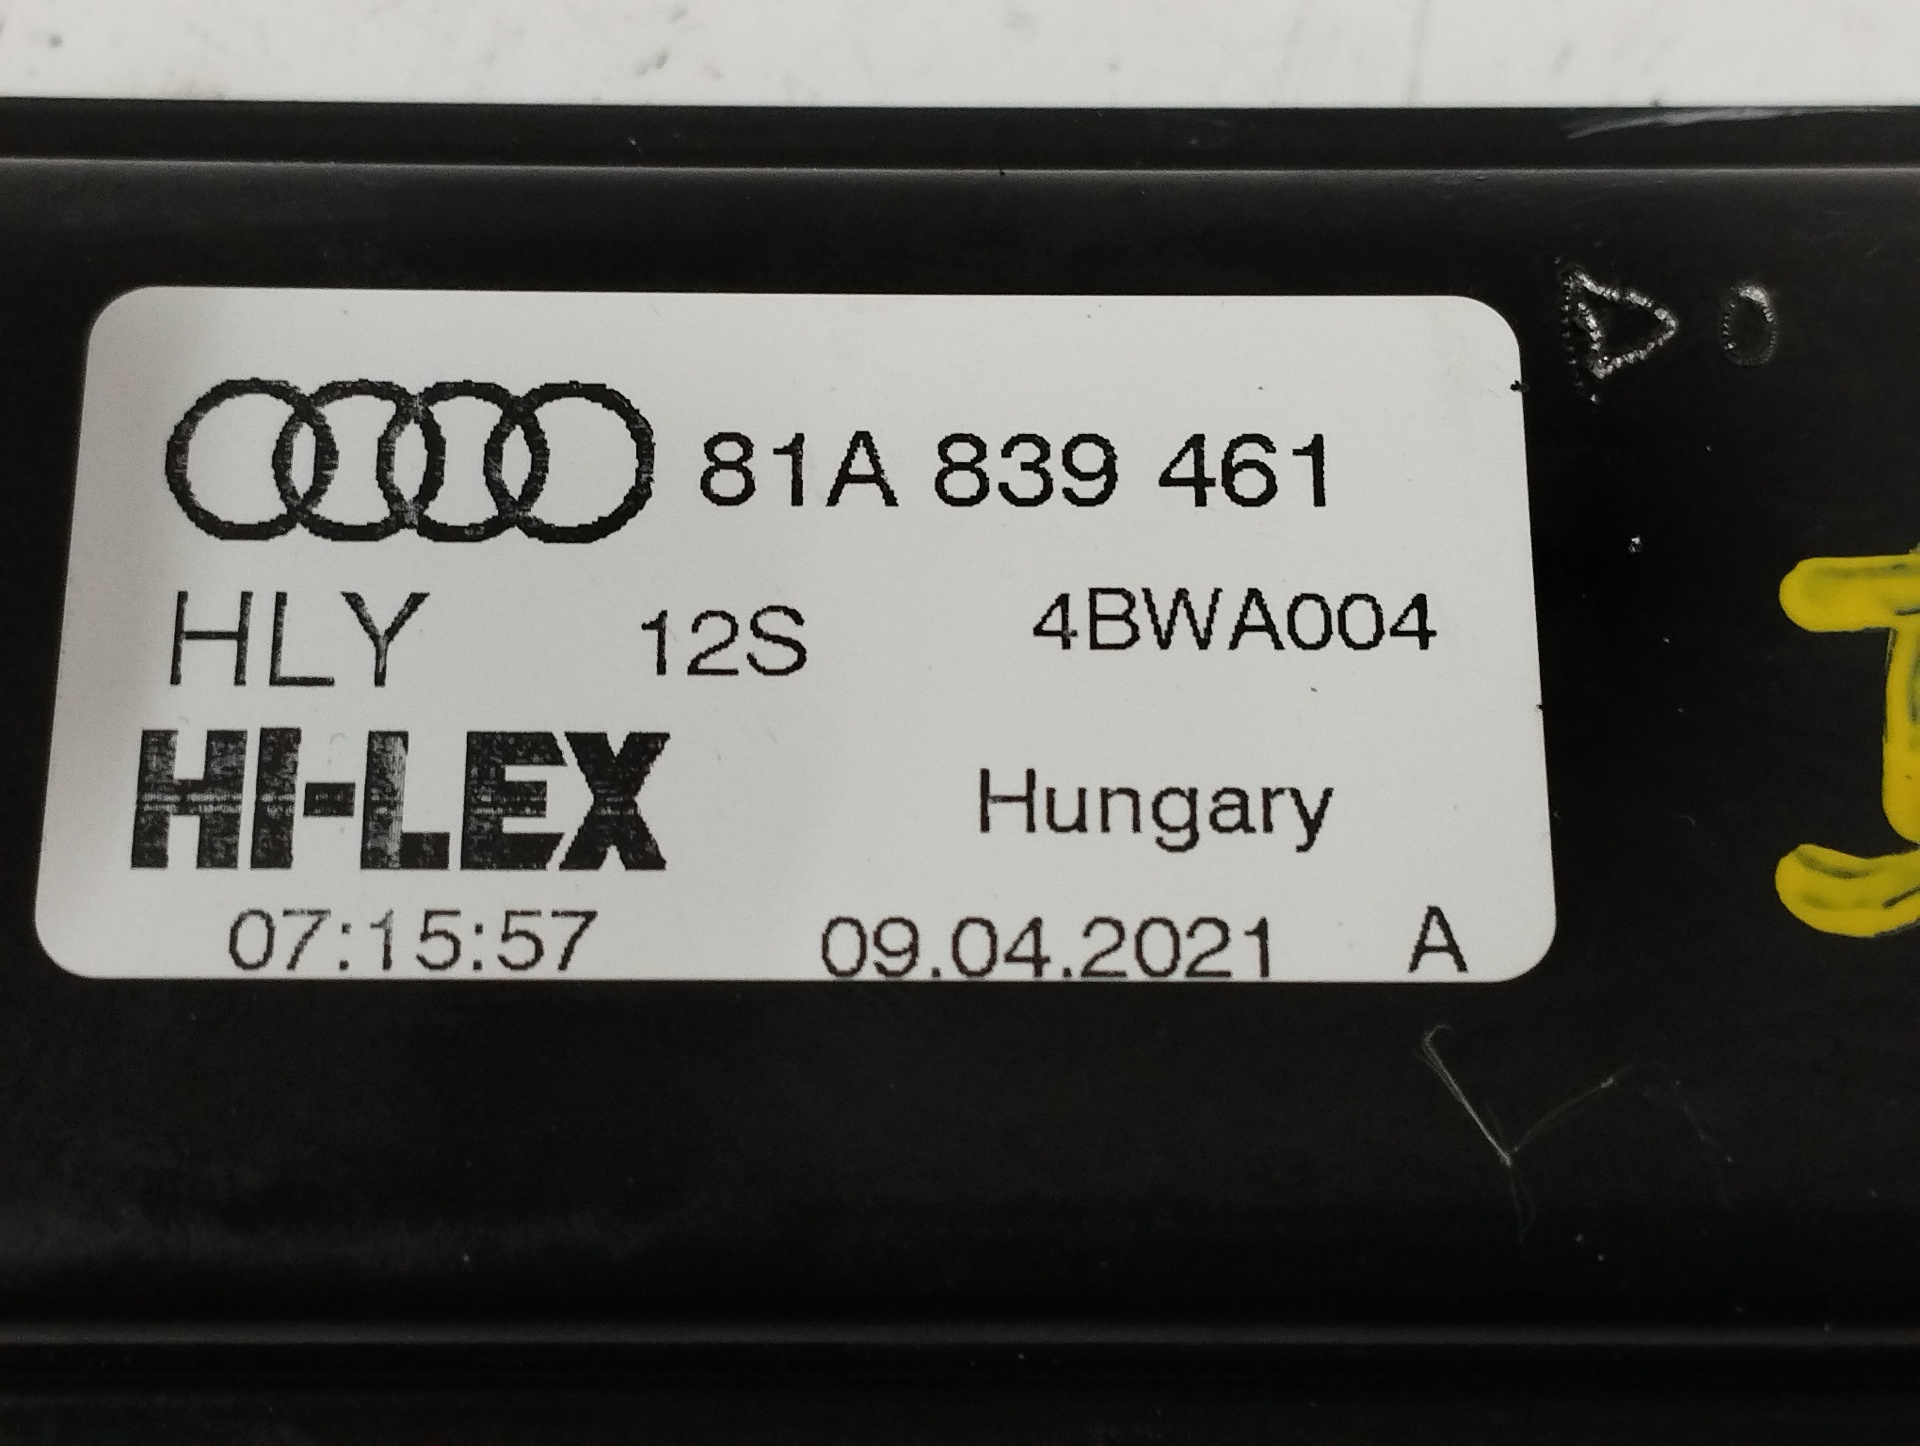 81A 839 461
HLY 12S 4BWA004
HI-LEX Hungary
07:15:57 09.04.2021 A